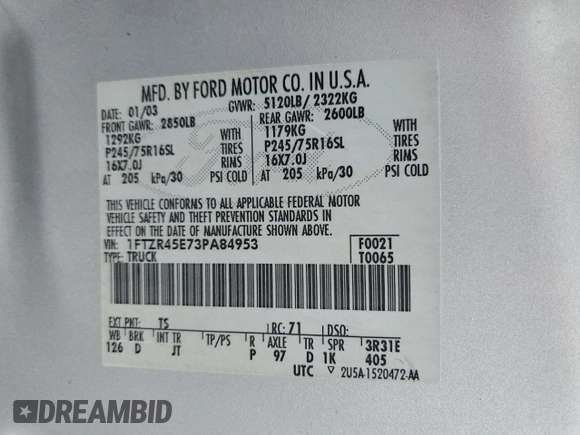 MFD. BY FORD MOTOR CO. IN U.S.A.
DATE: 01/03 GVWR: 5120LB/ 2322KG
FRONT GAWR: 2850LB REAR GAWR: 2600LB
1292KG WITH 1179KG WITH
P245/75R16SL TIRES P245/75R16SL TIRES
16X7.0J RIMS 16X7.0J RIMS
AT 205 kPa/30 PSI COLD AT 205 kPa/30 PSI COLD
THIS VEHICLE CONFORMS TO ALL APPLICABLE FEDERAL MOTOR
VEHICLE SAFETY AND THEFT PREVENTION STANDARDS IN
EFFECT ON THE DATE OF MANUFACTURE SHOWN ABOVE.
VIN: 1FTZR45E73PA84953 F0021
TYPE: TRUCK T0065
EXT PNT: TS RC: 71 DSO:
WB BRK INT TR TP/PS R AXLE TR SPR 3R31E
126 D JT P 97 D 1K 405
UTC ▽ 2U5A-1520472-AA
DREAMBID